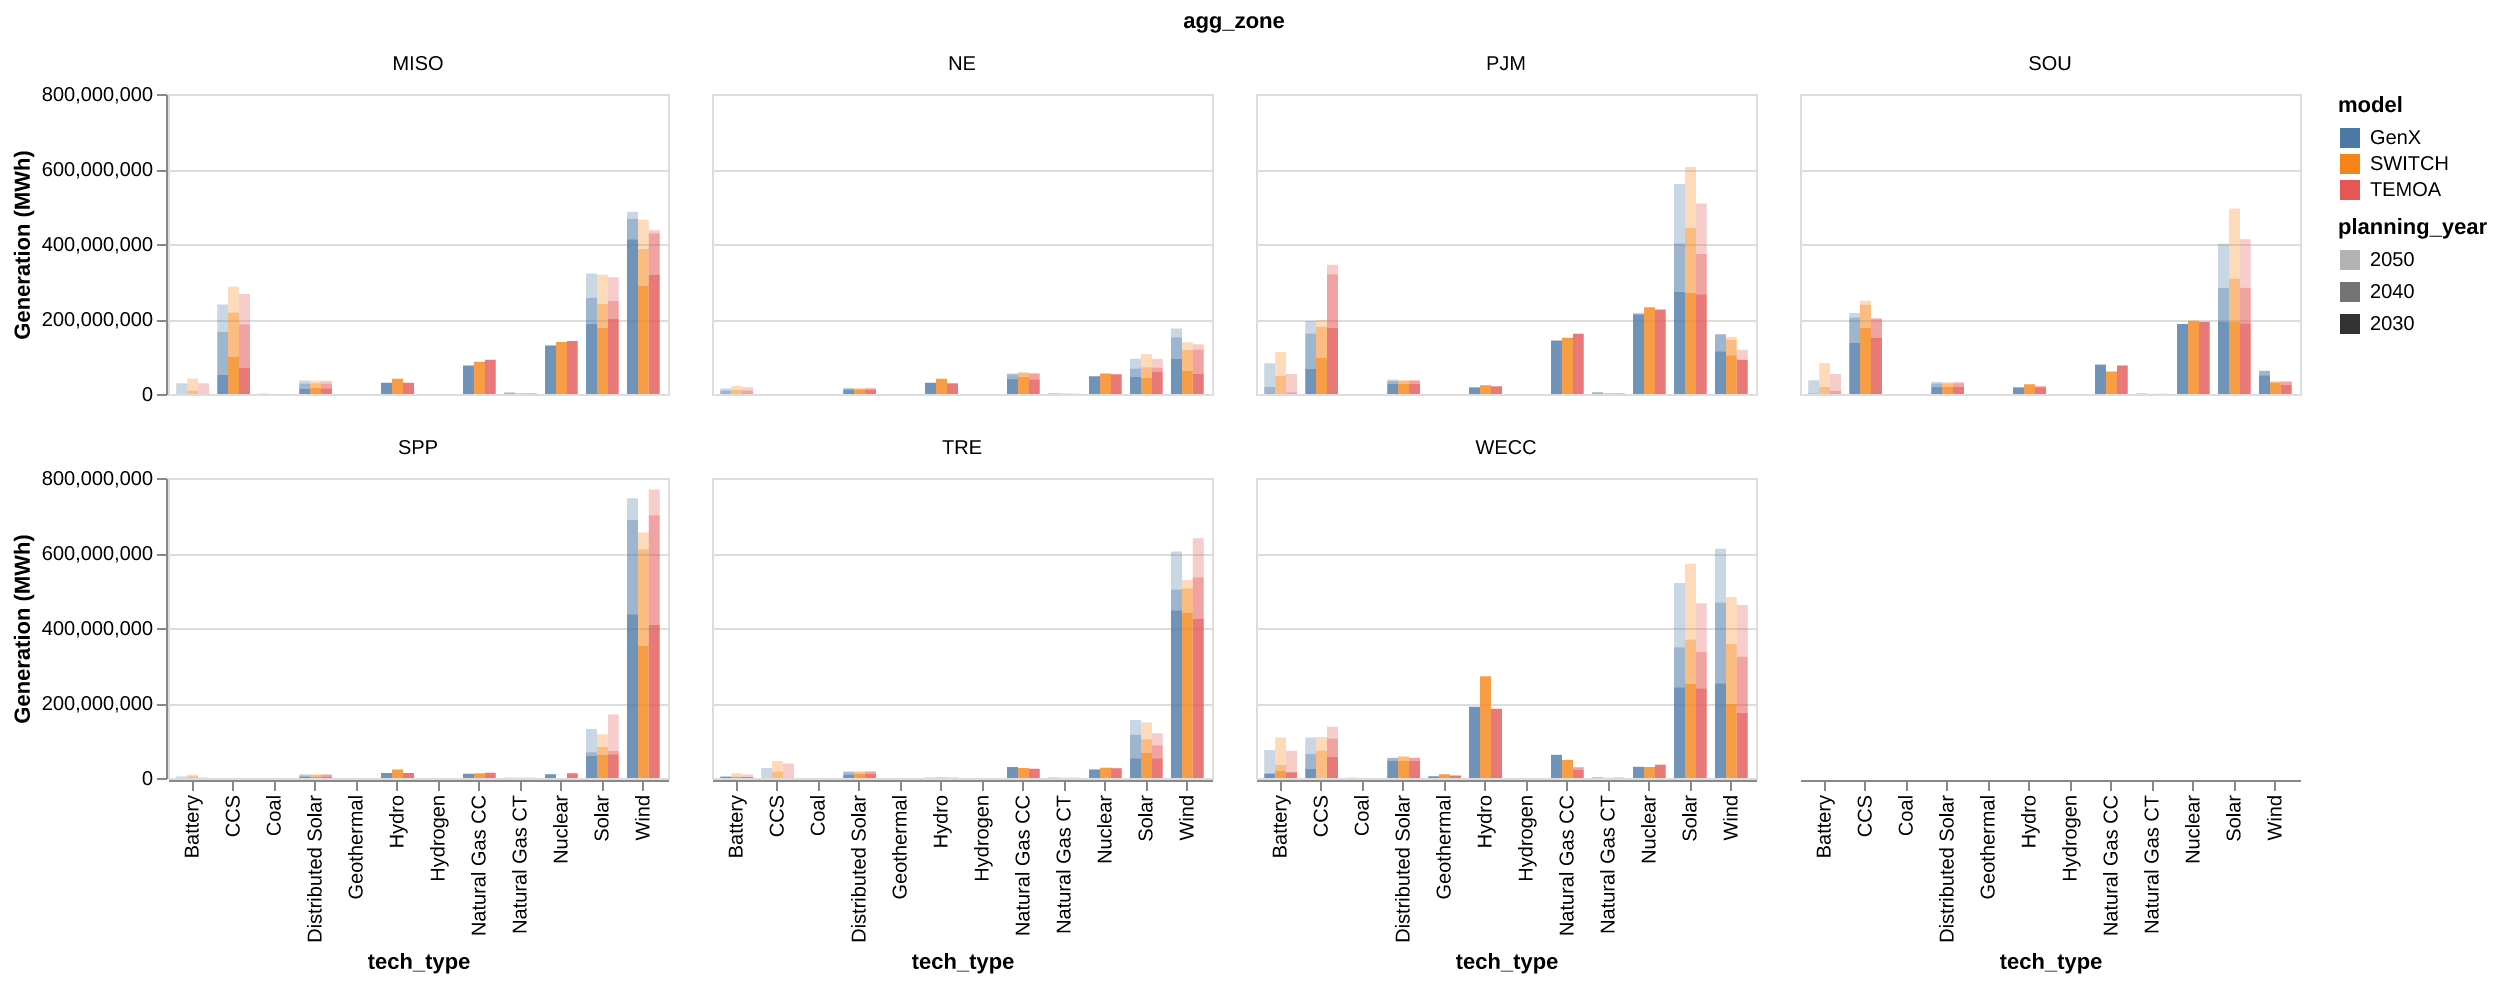 agg_zone
MISO
NE
PJM
SOU
Generation (MWh)
800,000,000
600,000,000
400,000,000
200,000,000
0
model
GenX
SWITCH
TEMOA
planning_year
2050
2040
2030
SPP
TRE
WECC
Generation (MWh)
800,000,000
600,000,000
400,000,000
200,000,000
0
Battery
CCS
Coal
Distributed Solar
Geothermal
Hydro
Hydrogen
Natural Gas CC
Natural Gas CT
Nuclear
Solar
Wind
tech_type
Battery
CCS
Coal
Distributed Solar
Geothermal
Hydro
Hydrogen
Natural Gas CC
Natural Gas CT
Nuclear
Solar
Wind
tech_type
Battery
CCS
Coal
Distributed Solar
Geothermal
Hydro
Hydrogen
Natural Gas CC
Natural Gas CT
Nuclear
Solar
Wind
tech_type
Battery
CCS
Coal
Distributed Solar
Geothermal
Hydro
Hydrogen
Natural Gas CC
Natural Gas CT
Nuclear
Solar
Wind
tech_type